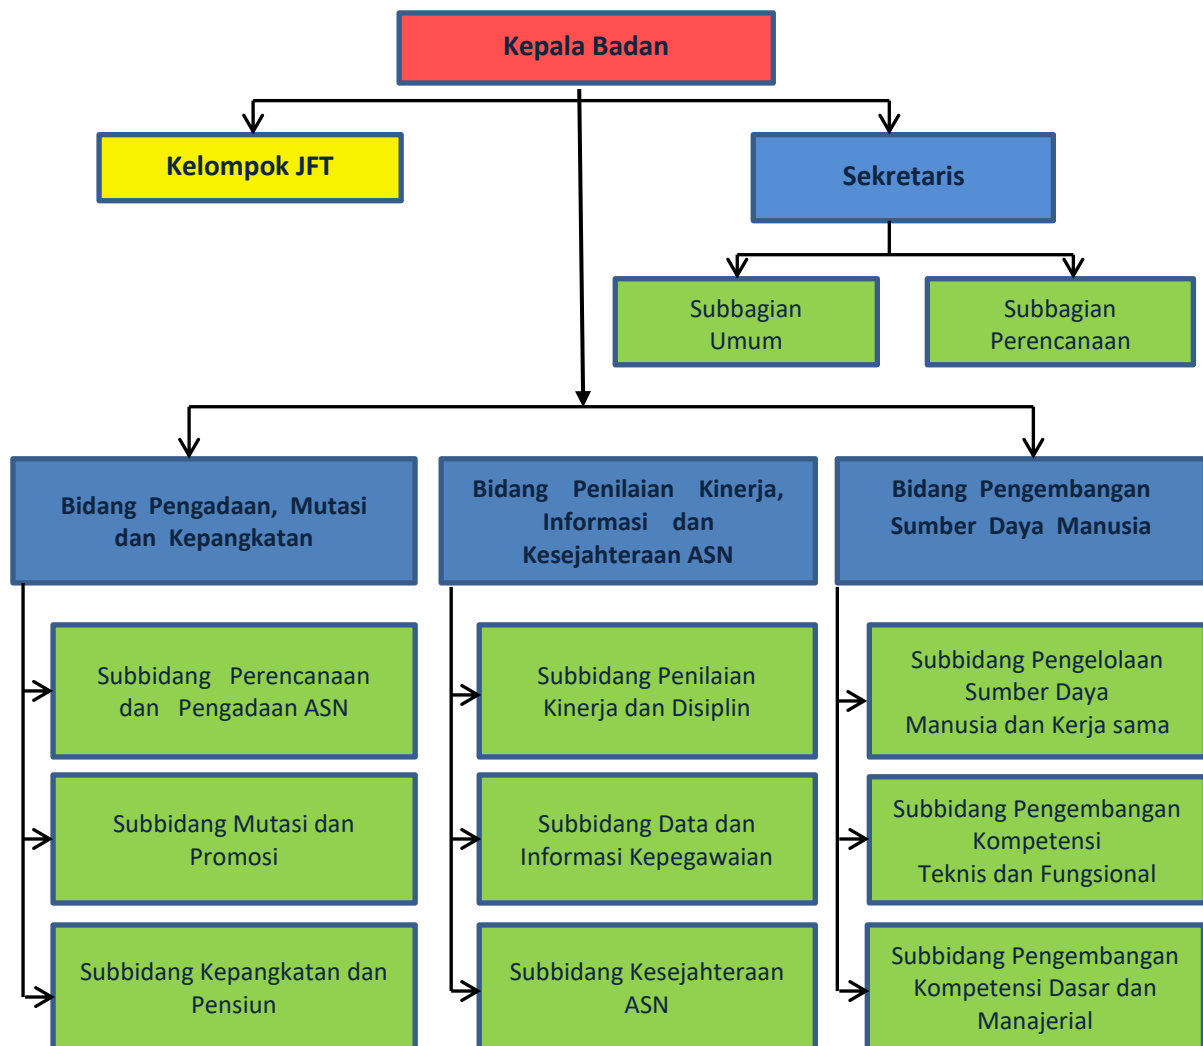 Kepala Badan
Kelompok JFT
Sekretaris
Subbagian
Umum
Subbagian
Perencanaan
Bidang Pengadaan, Mutasi
dan Kepangkatan
Bidang Penilaian Kinerja,
Informasi dan
Kesejahteraan ASN
Bidang Pengembangan
Sumber Daya Manusia
Subbidang Perencanaan
dan Pengadaan ASN
Subbidang Mutasi dan
Promosi
Subbidang Kepangkatan dan
Pensiun
Subbidang Penilaian
Kinerja dan Disiplin
Subbidang Data dan
Informasi Kepegawaian
Subbidang Kesejahteraan
ASN
Subbidang Pengelolaan
Sumber Daya
Manusia dan Kerja sama
Subbidang Pengembangan
Kompetensi
Teknis dan Fungsional
Subbidang Pengembangan
Kompetensi Dasar dan
Manajerial